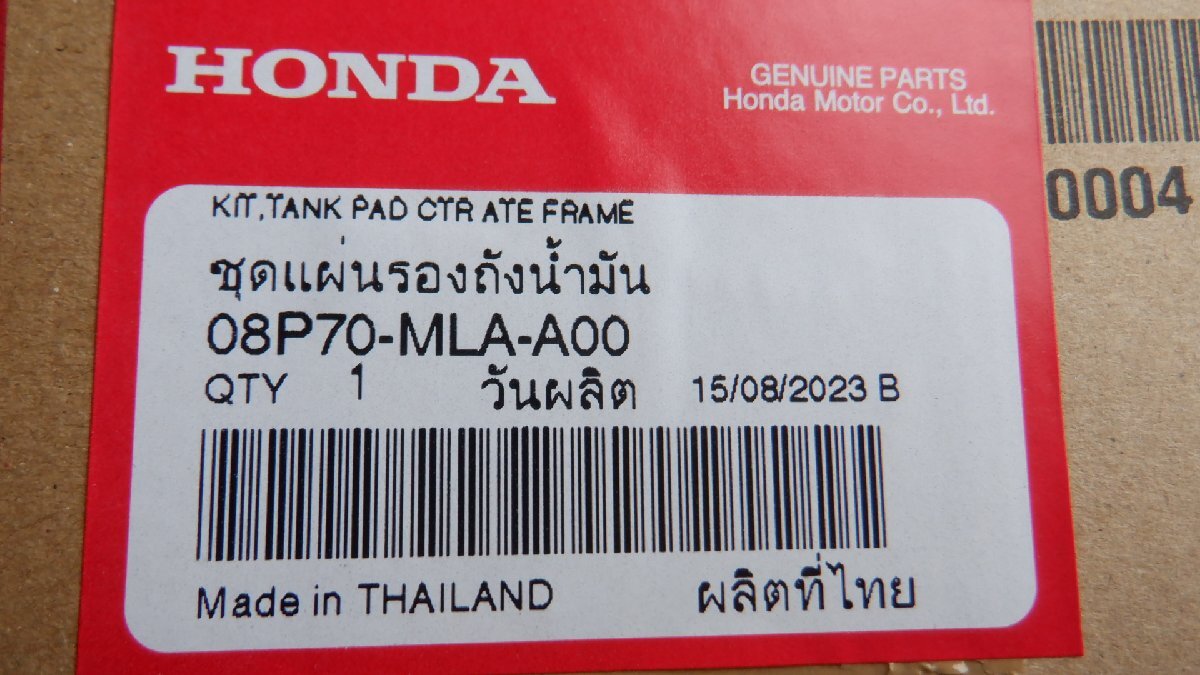 HONDA
GENUINE PARTS
Honda Motor Co., Ltd.
0004
KIT,TANK PAD CTR ATE FRAME
ชุดแผ่นรองถังน้ำมัน
08P70-MLA-A00
QTY 1 วันผลิต 15/08/2023 B
Made in THAILAND ผลิตที่ไทย